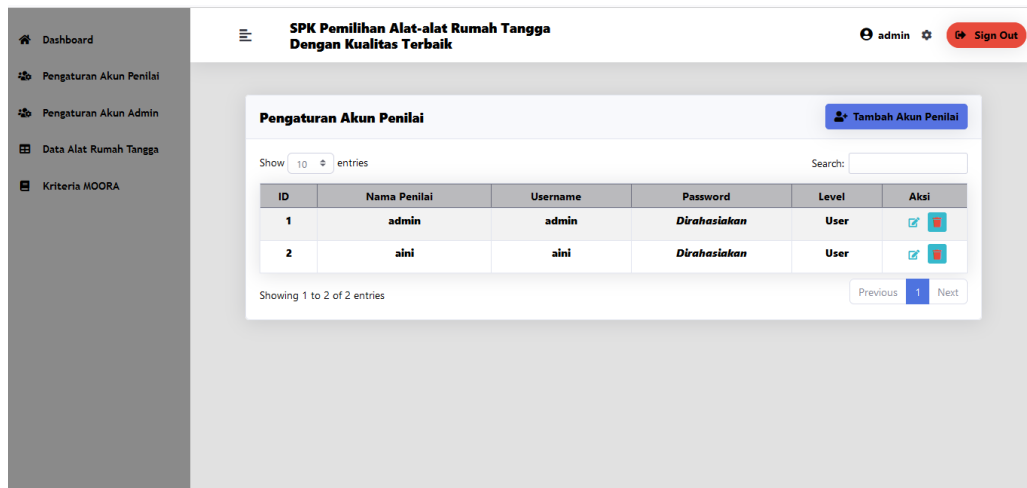 Dashboard
Pengaturan Akun Penilai
Pengaturan Akun Admin
Data Alat Rumah Tangga
Kriteria MOORA
SPK Pemilihan Alat-alat Rumah Tangga
Dengan Kualitas Terbaik
admin
Sign Out
Pengaturan Akun Penilai
Tambah Akun Penilai
Show 10 entries
Search:
ID Nama Penilai Username Password Level Aksi
1 admin admin Dirahasiakan User
2 aini aini Dirahasiakan User
Showing 1 to 2 of 2 entries
Previous 1 Next